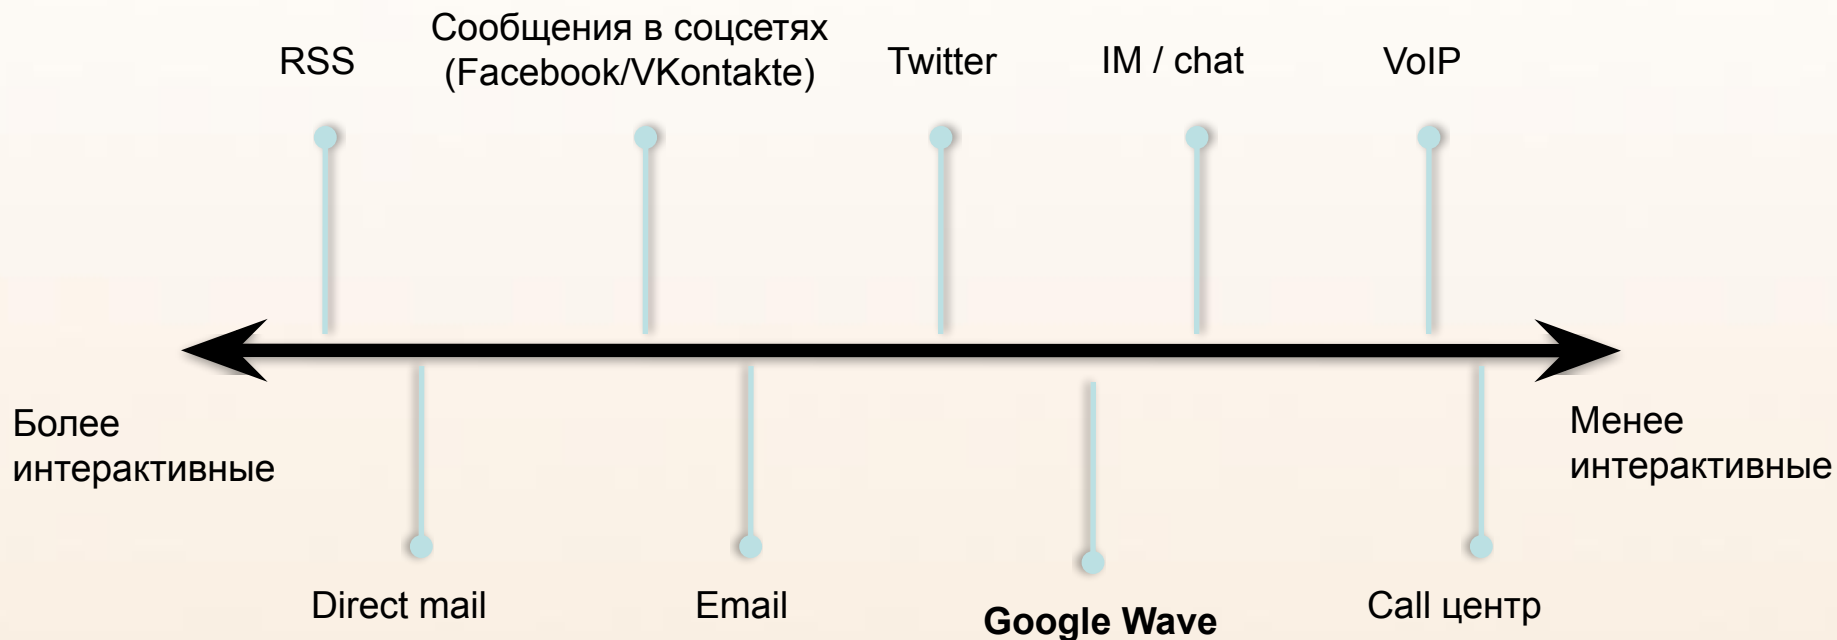 RSS
Сообщения в соцсетях
(Facebook/VKontakte)
Twitter
IM / chat
VoIP
Более
интерактивные
Менее
интерактивные
Direct mail
Email
Google Wave
Call центр